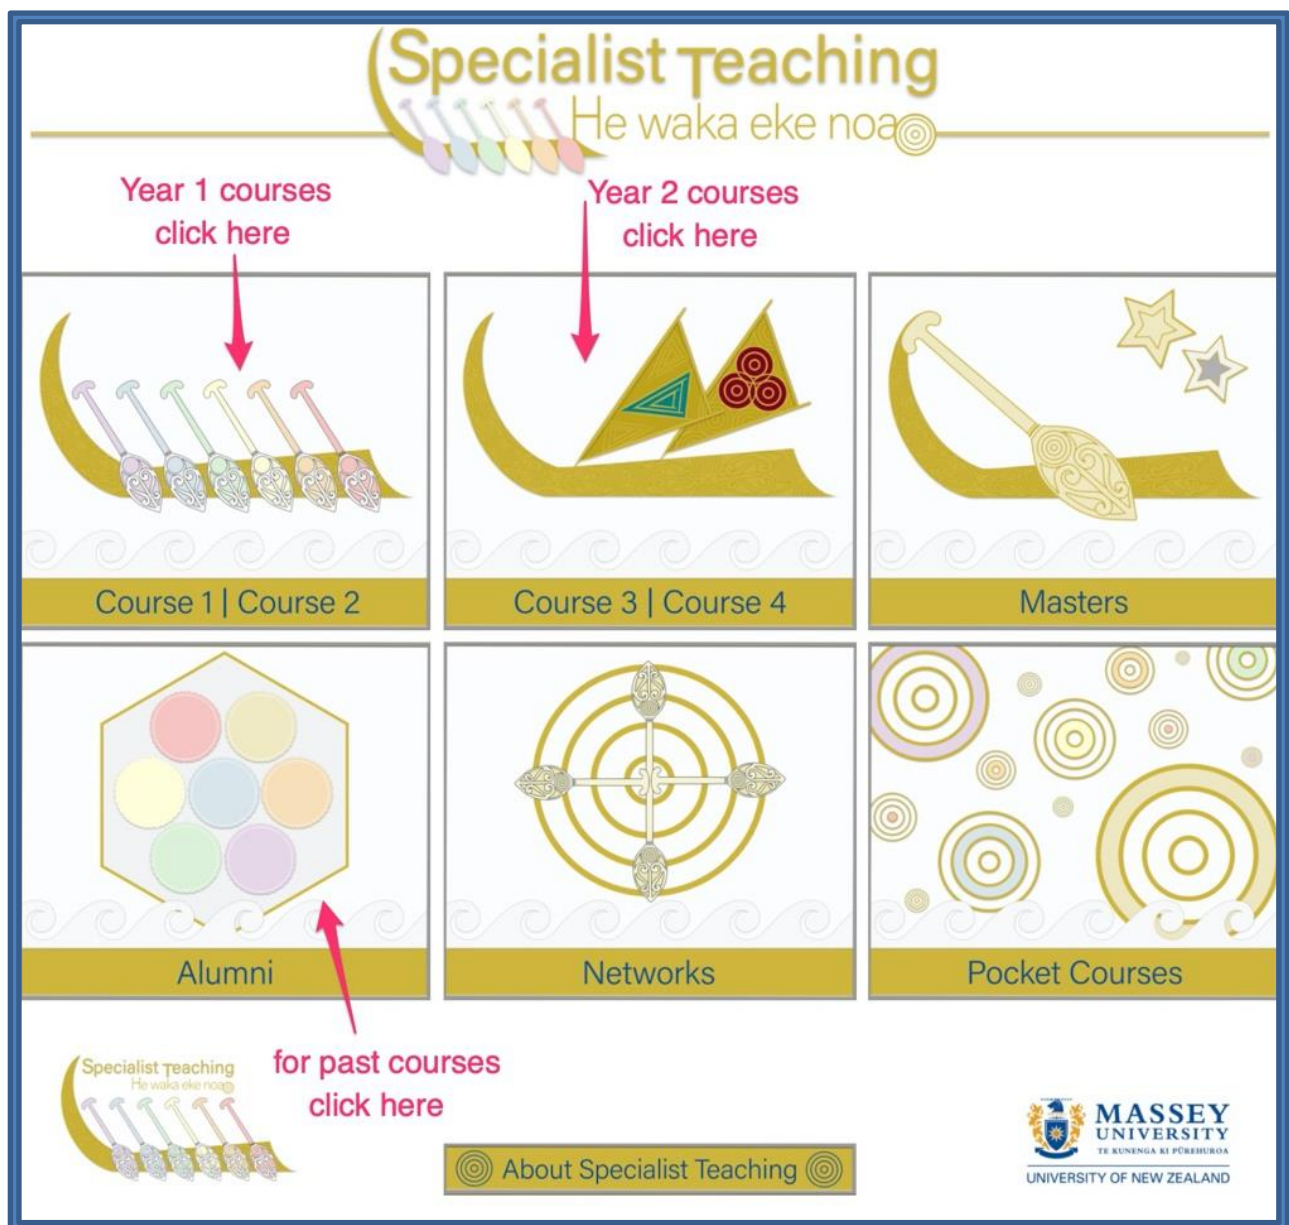 Specialist Teaching
He waka eke noa
Year 1 courses
click here
Year 2 courses
click here
Course 1 | Course 2
Course 3 | Course 4
Masters
Alumni
Networks
Pocket Courses
for past courses
click here
Specialist Teaching
He waka eke noa
About Specialist Teaching
MASSEY
UNIVERSITY
TE KUNENGA KI PŪREHUROA
UNIVERSITY OF NEW ZEALAND